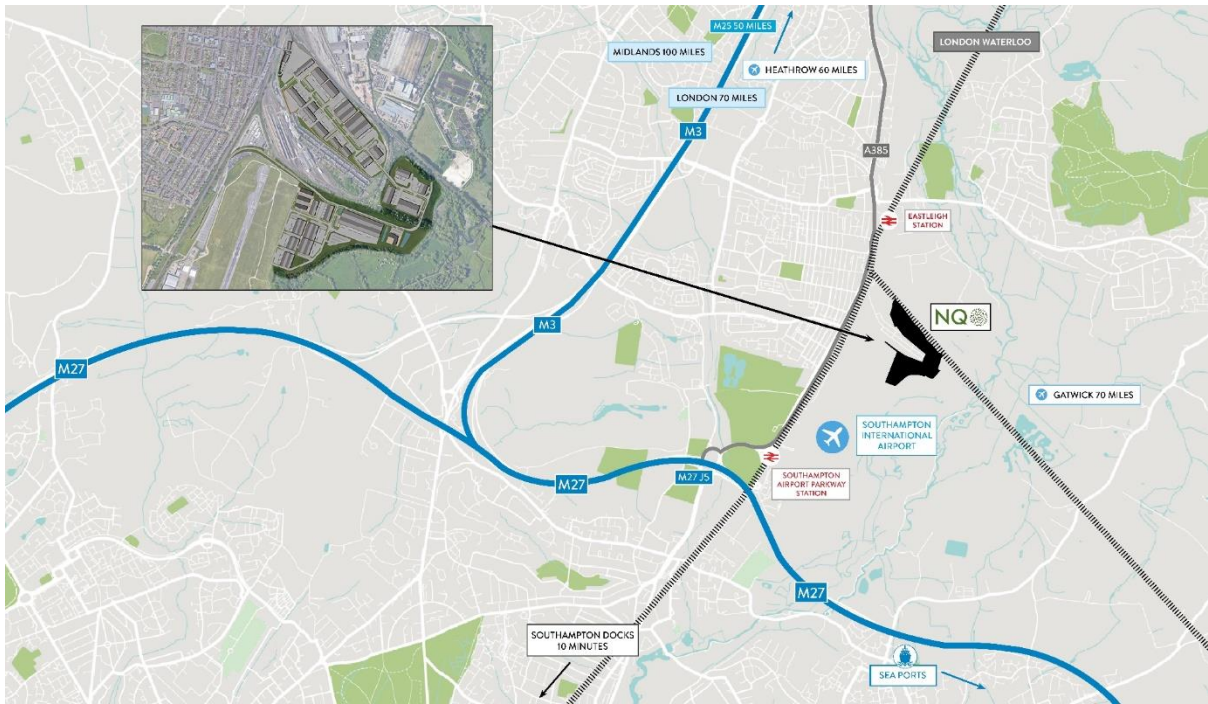 M25 50 MILES
LONDON WATERLOO
MIDLANDS 100 MILES
HEATHROW 60 MILES
LONDON 70 MILES
M3
A385
EASTLEIGH
STATION
M3
NQ
M27
GATWICK 70 MILES
SOUTHAMPTON
INTERNATIONAL
AIRPORT
M27 J5
M27
SOUTHAMPTON
AIRPORT PARKWAY
STATION
M27
SOUTHAMPTON DOCKS
10 MINUTES
SEA PORTS